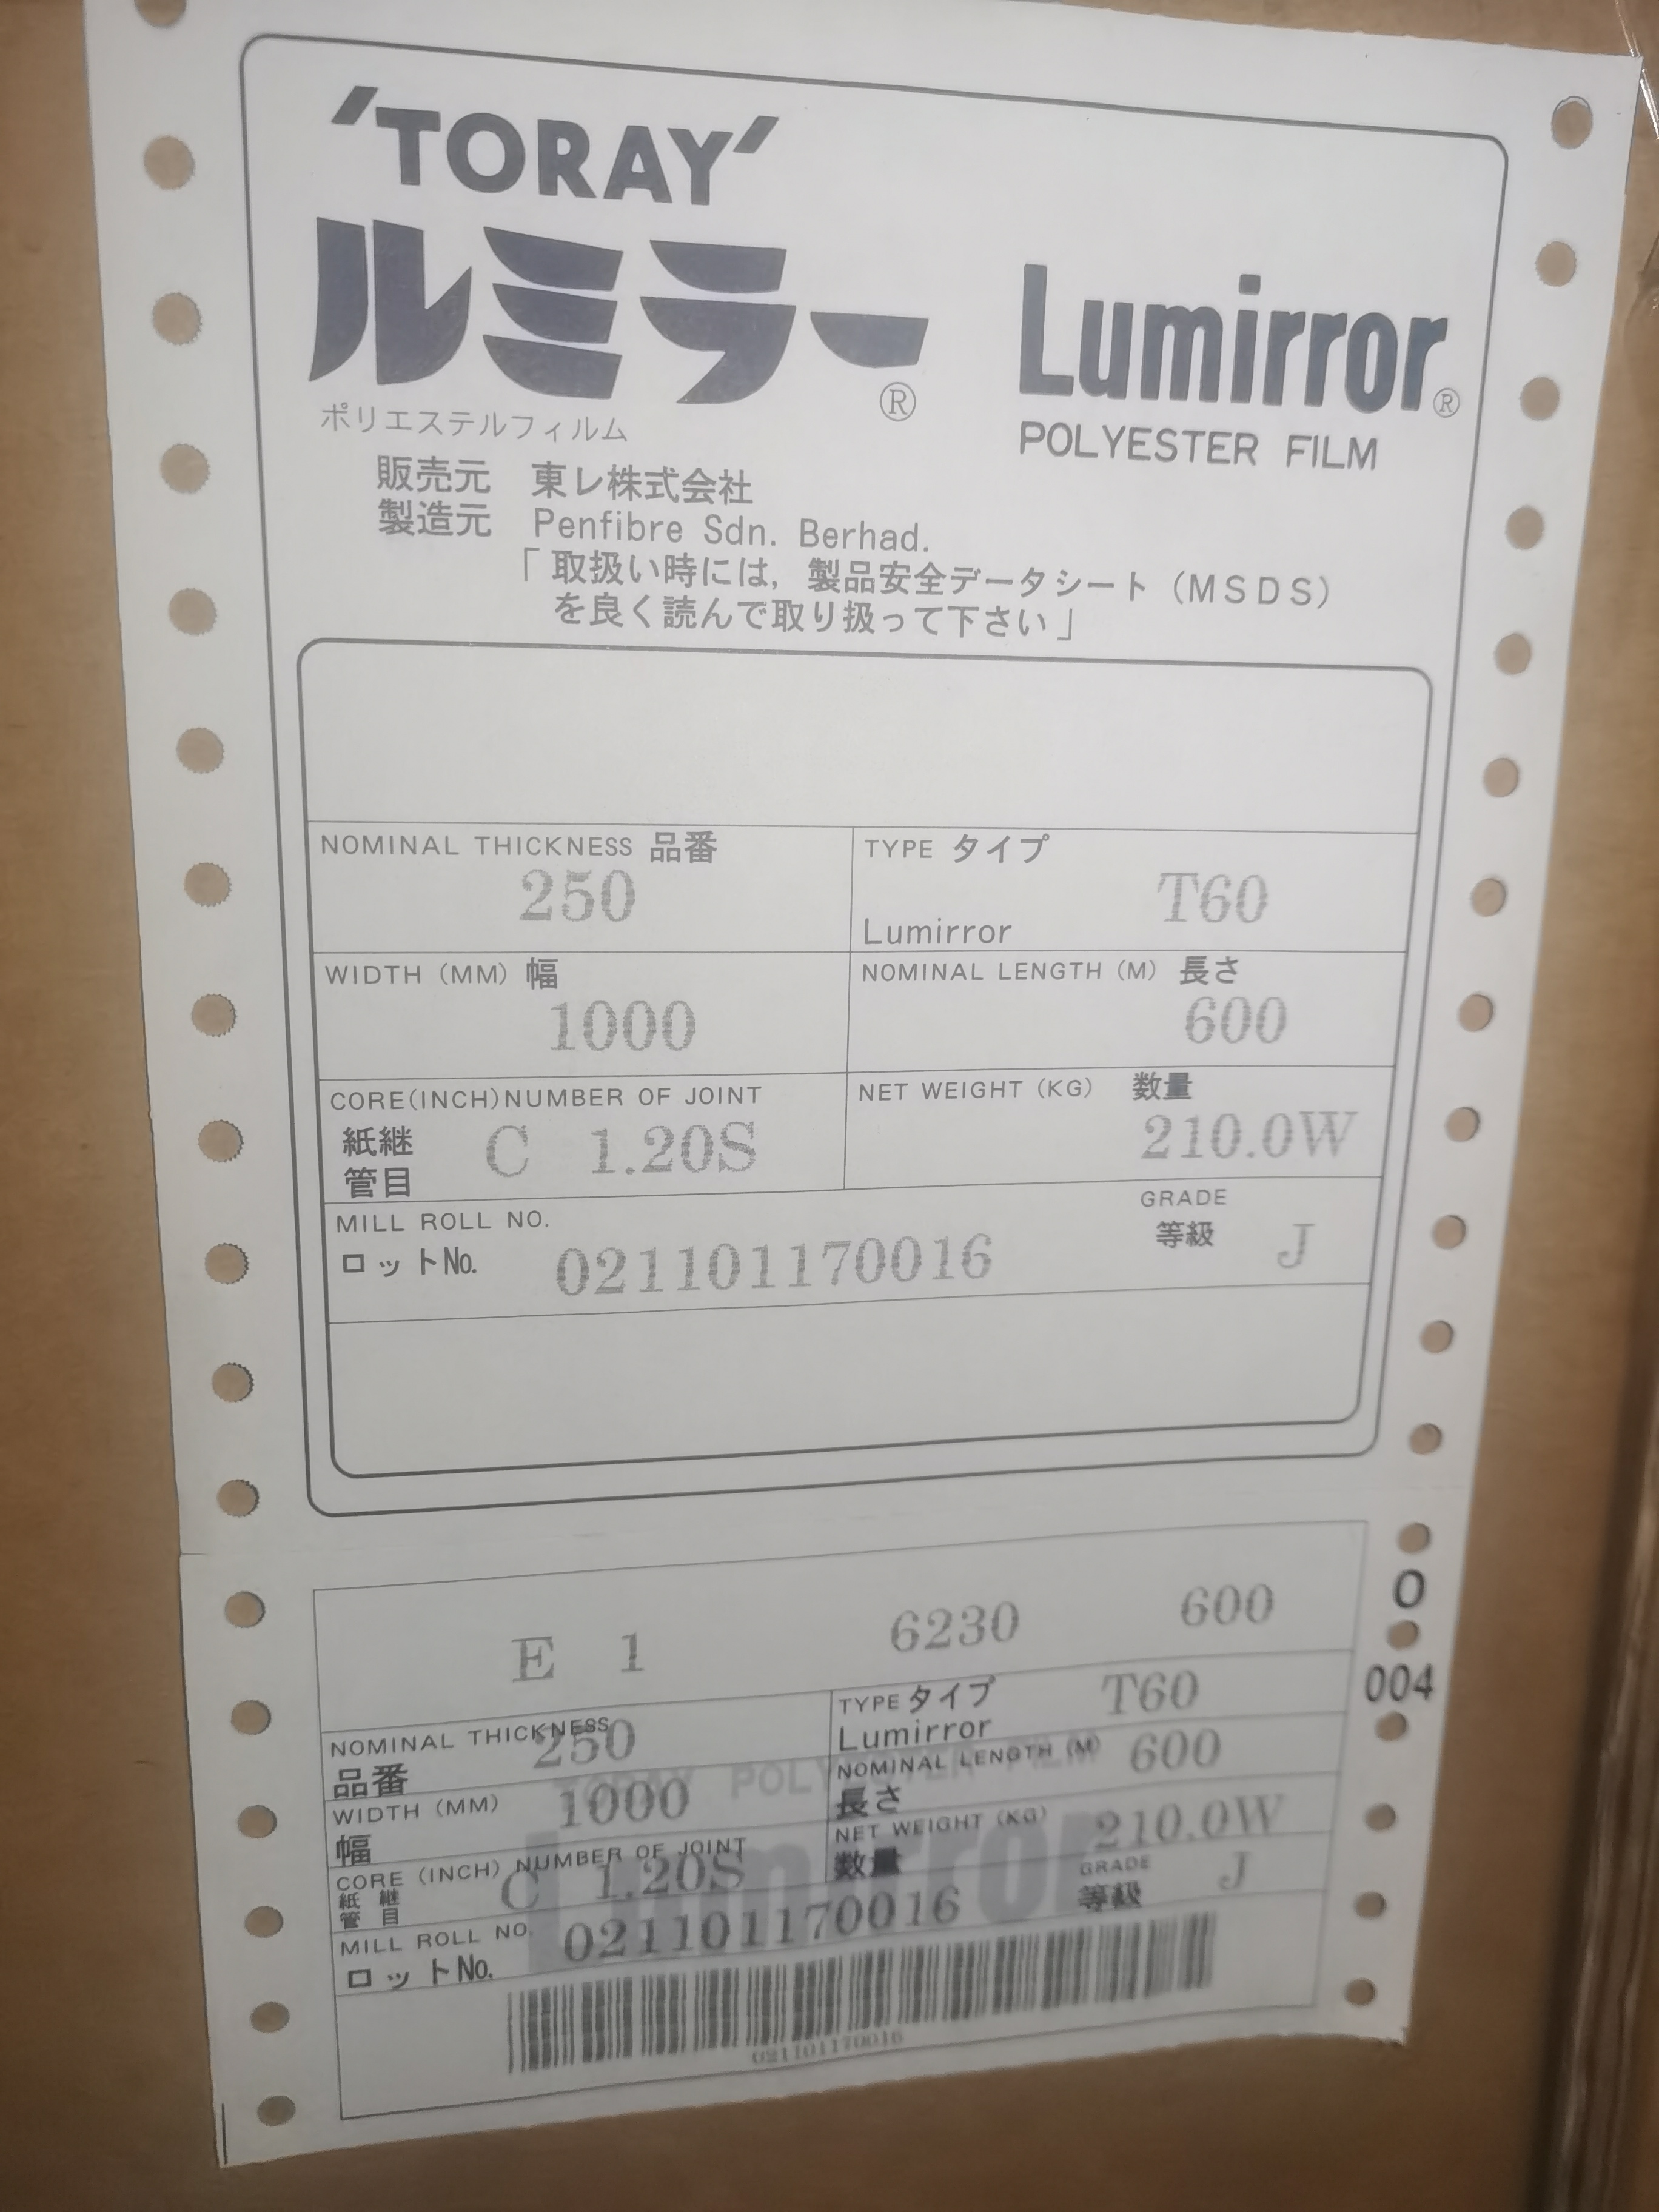 'TORAY'
ルミラー®
Lumirror®
ポリエステルフィルム
POLYESTER FILM
販売元 東レ株式会社
製造元 Penfibre Sdn. Berhad.
「取扱い時には, 製品安全データシート（MSDS）
を良く読んで取り扱って下さい」
NOMINAL THICKNESS 品番
250
TYPE タイプ
T60
Lumirror
WIDTH (MM) 幅
1000
NOMINAL LENGTH (M) 長さ
600
CORE(INCH)NUMBER OF JOINT
紙継
管目
C 1.20S
NET WEIGHT (KG) 数量
210.0W
MILL ROLL NO.
ロットNo.
021101170016
GRADE
等級
J
E 1 6230 600
O
004
NOMINAL THICKNESS
品番
250
TYPE タイプ
Lumirror
T60
WIDTH (MM)
幅
1000
NOMINAL LENGTH (M)
長さ
600
CORE (INCH) NUMBER OF JOINT
紙 継
管 目
C 1.20S
NET WEIGHT (KG)
数量
210.0W
MILL ROLL NO.
ロットNo.
021101170016
GRADE
等級
J
TORAY POLYESTER FILM
Lumirror
021101170016